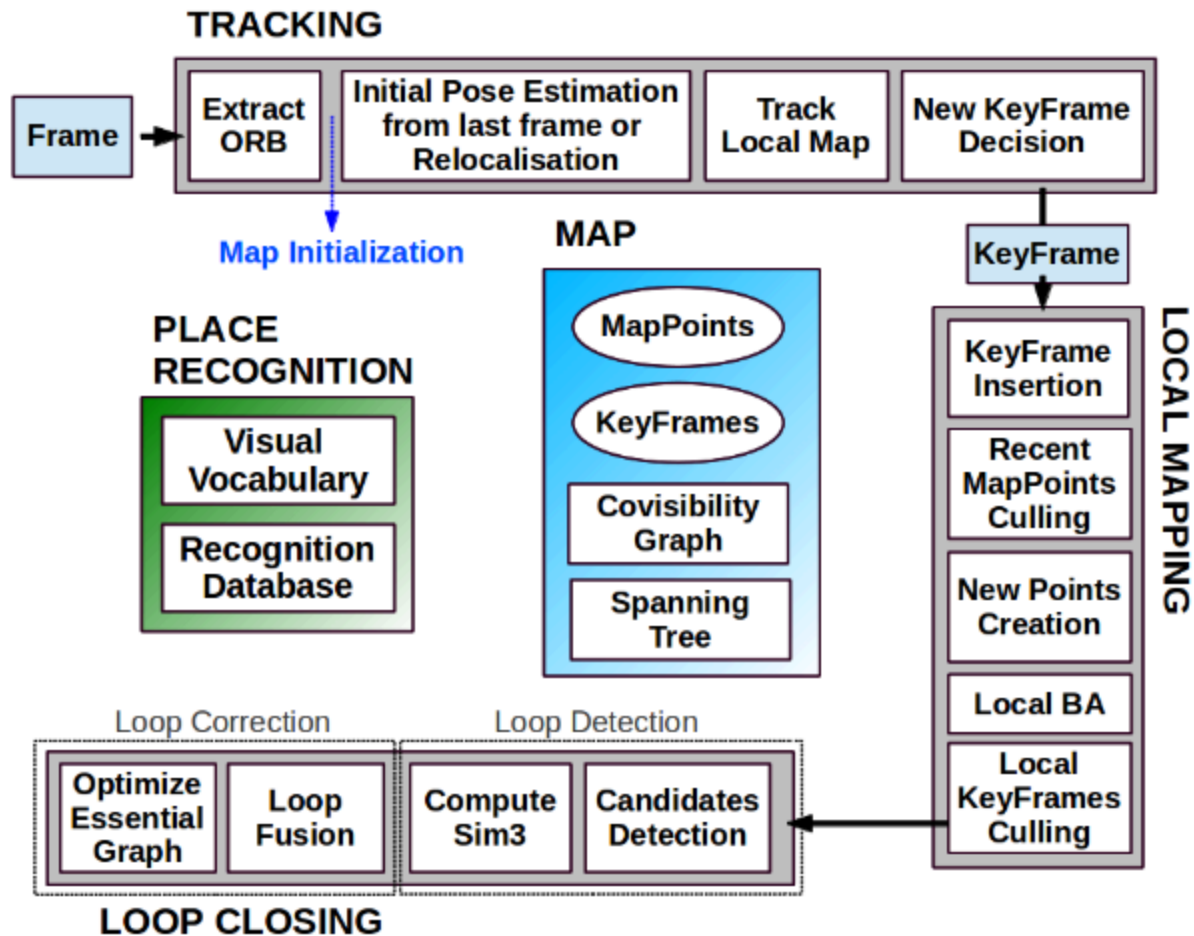 TRACKING
Frame
Extract
ORB
Initial Pose Estimation
from last frame or
Relocalisation
Track
Local Map
New KeyFrame
Decision
Map Initialization
MAP
KeyFrame
MapPoints
KeyFrames
Covisibility
Graph
Spanning
Tree
PLACE
RECOGNITION
Visual
Vocabulary
Recognition
Database
LOCAL MAPPING
KeyFrame
Insertion
Recent
MapPoints
Culling
New Points
Creation
Local BA
Local
KeyFrames
Culling
Loop Correction
Loop Detection
Optimize
Essential
Graph
Loop
Fusion
Compute
Sim3
Candidates
Detection
LOOP CLOSING